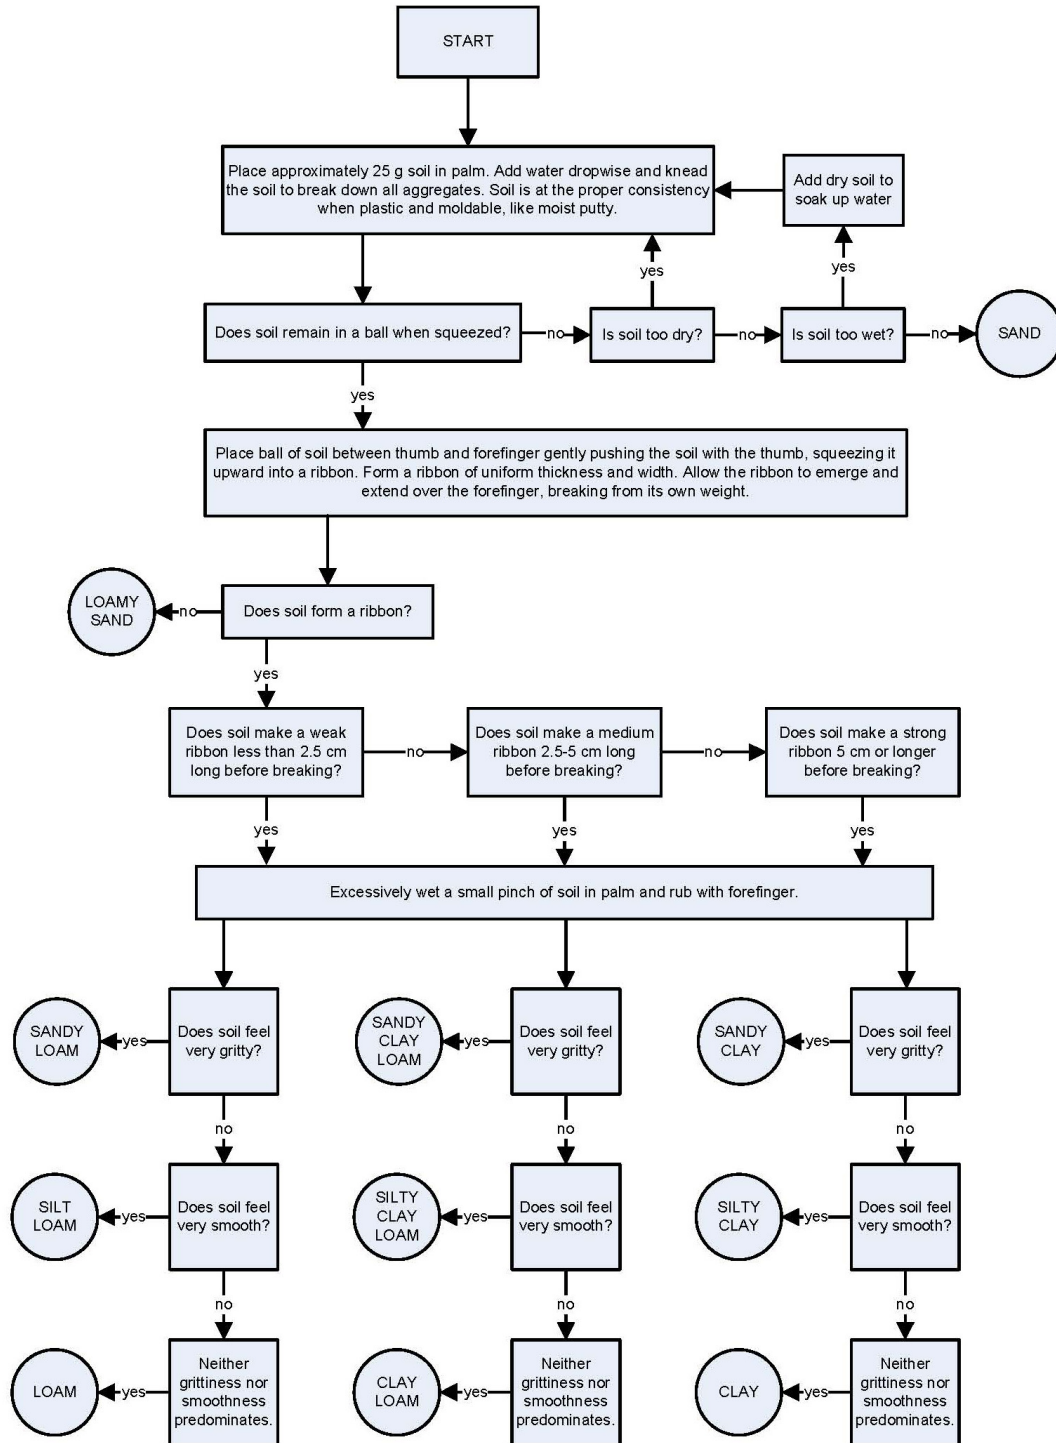 START
Place approximately 25 g soil in palm. Add water dropwise and knead
the soil to break down all aggregates. Soil is at the proper consistency
when plastic and moldable, like moist putty.
Add dry soil to
soak up water
yes
yes
Does soil remain in a ball when squeezed?
no
Is soil too dry?
no
Is soil too wet?
no
SAND
yes
Place ball of soil between thumb and forefinger gently pushing the soil with the thumb, squeezing it
upward into a ribbon. Form a ribbon of uniform thickness and width. Allow the ribbon to emerge and
extend over the forefinger, breaking from its own weight.
LOAMY
SAND
no
Does soil form a ribbon?
yes
Does soil make a weak
ribbon less than 2.5 cm
long before breaking?
no
Does soil make a medium
ribbon 2.5-5 cm long
before breaking?
no
Does soil make a strong
ribbon 5 cm or longer
before breaking?
yes
yes
yes
Excessively wet a small pinch of soil in palm and rub with forefinger.
SANDY
LOAM
yes
Does soil feel
very gritty?
SANDY
CLAY
LOAM
yes
Does soil feel
very gritty?
SANDY
CLAY
yes
Does soil feel
very gritty?
no
no
no
SILT
LOAM
yes
Does soil feel
very smooth?
SILTY
CLAY
LOAM
yes
Does soil feel
very smooth?
SILTY
CLAY
yes
Does soil feel
very smooth?
no
no
no
LOAM
yes
Neither
grittiness nor
smoothness
predominates.
CLAY
LOAM
yes
Neither
grittiness nor
smoothness
predominates.
CLAY
yes
Neither
grittiness nor
smoothness
predominates.